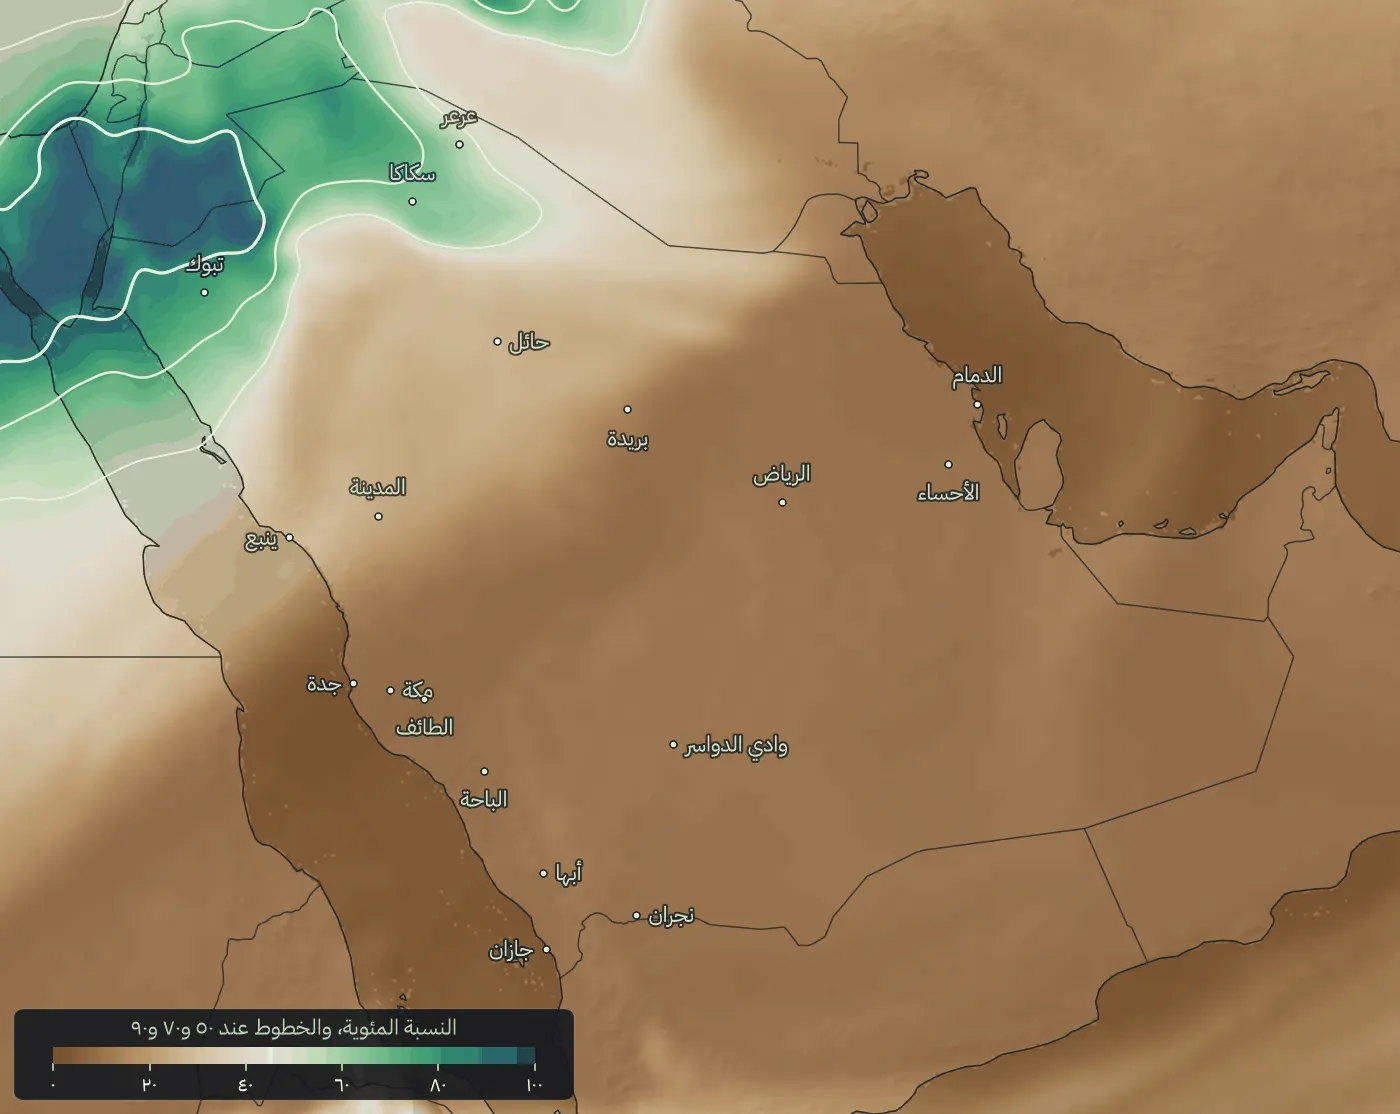 عرعر
سكاكا
تبوك
حائل
الدمام
بريدة
الرياض
المدينة
الأحساء
ينبع
جدة
مكة
الطائف
وادي الدواسر
الباحة
أبها
نجران
جازان
النسبة المئوية، والخطوط عند ٥٠ و٧٠ و٩٠
٠ ٢٠ ٤٠ ٦٠ ٨٠ ١٠٠